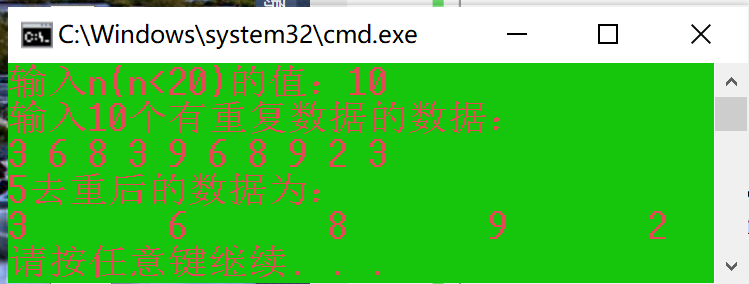 C:\Windows\system32\cmd.exe
输入n(n<20)的值：10
输入10个有重复数据的数据：
3 6 8 3 9 6 8 9 2 3
5去重后的数据为：
3 6 8 9 2
请按任意键继续. . .